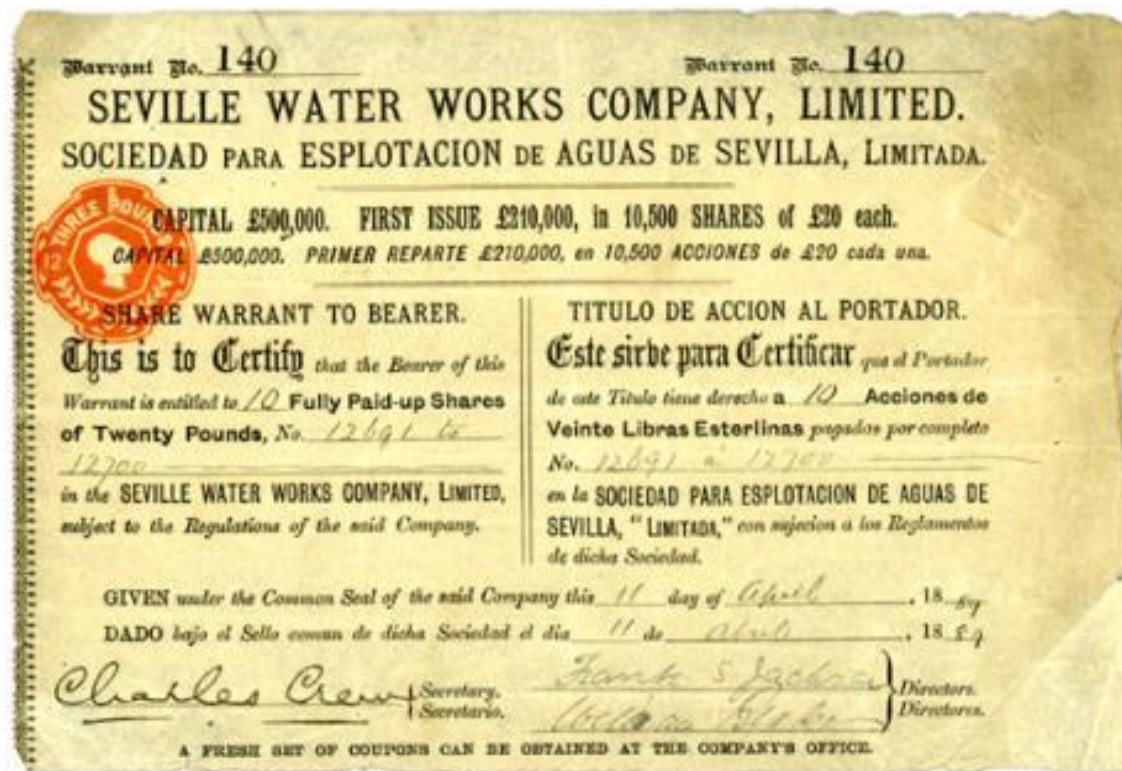 Warrant No. 140 Warrant No. 140
SEVILLE WATER WORKS COMPANY, LIMITED.
SOCIEDAD PARA ESPLOTACION DE AGUAS DE SEVILLA, LIMITADA.
THREE
CAPITAL £500,000. FIRST ISSUE £210,000, in 10,500 SHARES of £20 each.
CAPITAL £500,000. PRIMER REPARTE £210,000, en 10,500 ACCIONES de £20 cada una.
SHARE WARRANT TO BEARER.
This is to Certify that the Bearer of this
Warrant is entitled to 10 Fully Paid-up Shares
of Twenty Pounds, No. 12691 to
12700
in the SEVILLE WATER WORKS COMPANY, LIMITED,
subject to the Regulations of the said Company.
TITULO DE ACCION AL PORTADOR.
Este sirbe para Certificar que el Portador
de este Titulo tiene derecho a 10 Acciones de
Veinte Libras Esterlinas pagadas por completo
No. 12691 a 12700
en la SOCIEDAD PARA ESPLOTACION DE AGUAS DE
SEVILLA, "LIMITADA," con sujecion a los Reglamentos
de dicha Sociedad.
GIVEN under the Common Seal of the said Company this 11 day of April, 1889
DADO bajo el Sello comun de dicha Sociedad el dia 11 de Abril, 1889
Charles Crew Secretary. Frank S Jackson Directors.
Secretario. Directores.
A FRESH SET OF COUPONS CAN BE OBTAINED AT THE COMPANY'S OFFICE.